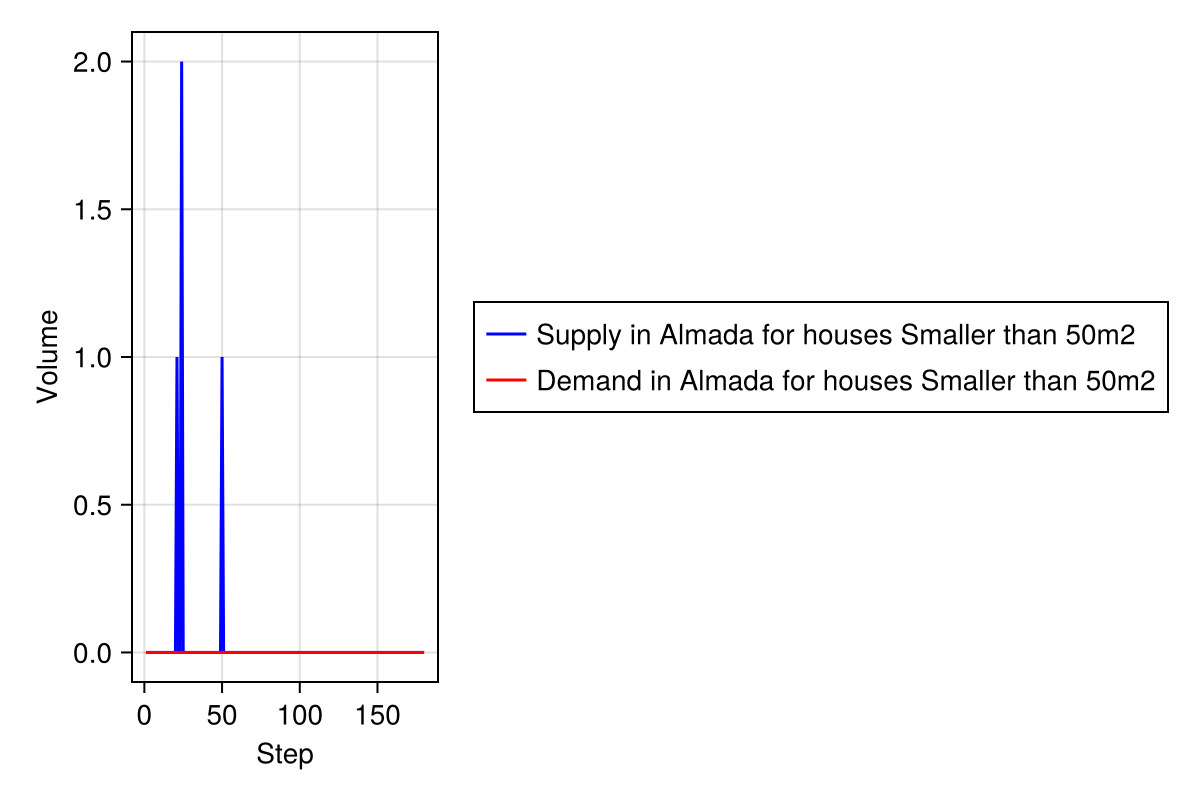 2.0
1.5
1.0
0.5
0.0
Volume
0 50 100 150
Step
Supply in Almada for houses Smaller than 50m2
Demand in Almada for houses Smaller than 50m2